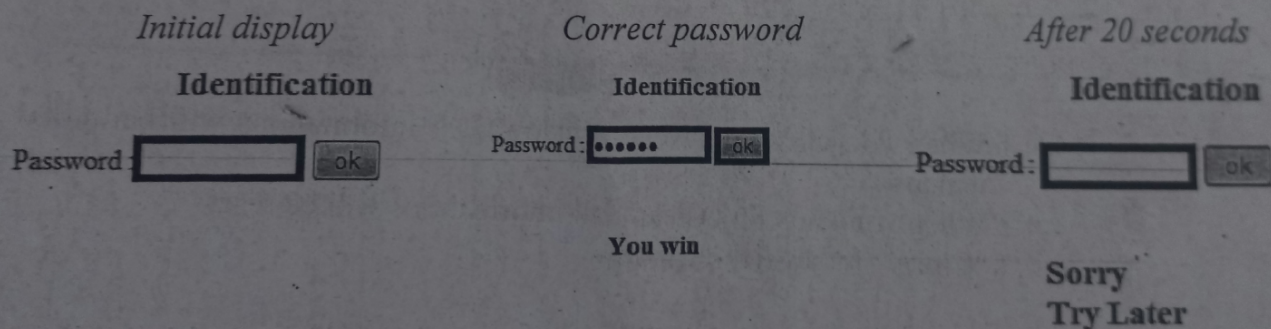 Initial display
Identification
Password : ok
Correct password
Identification
Password : •••••• ok
You win
After 20 seconds
Identification
Password : ok
Sorry
Try Later